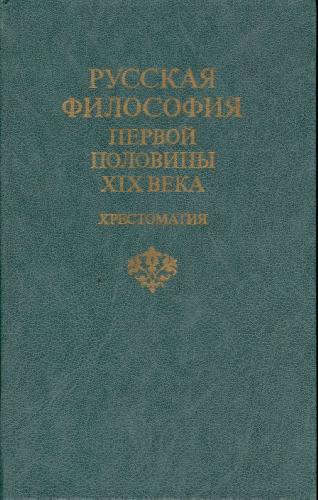 РУССКАЯ
ФИЛОСОФИЯ
ПЕРВОЙ
ПОЛОВИНЫ
XIX ВЕКА
ХРЕСТОМАТИЯ